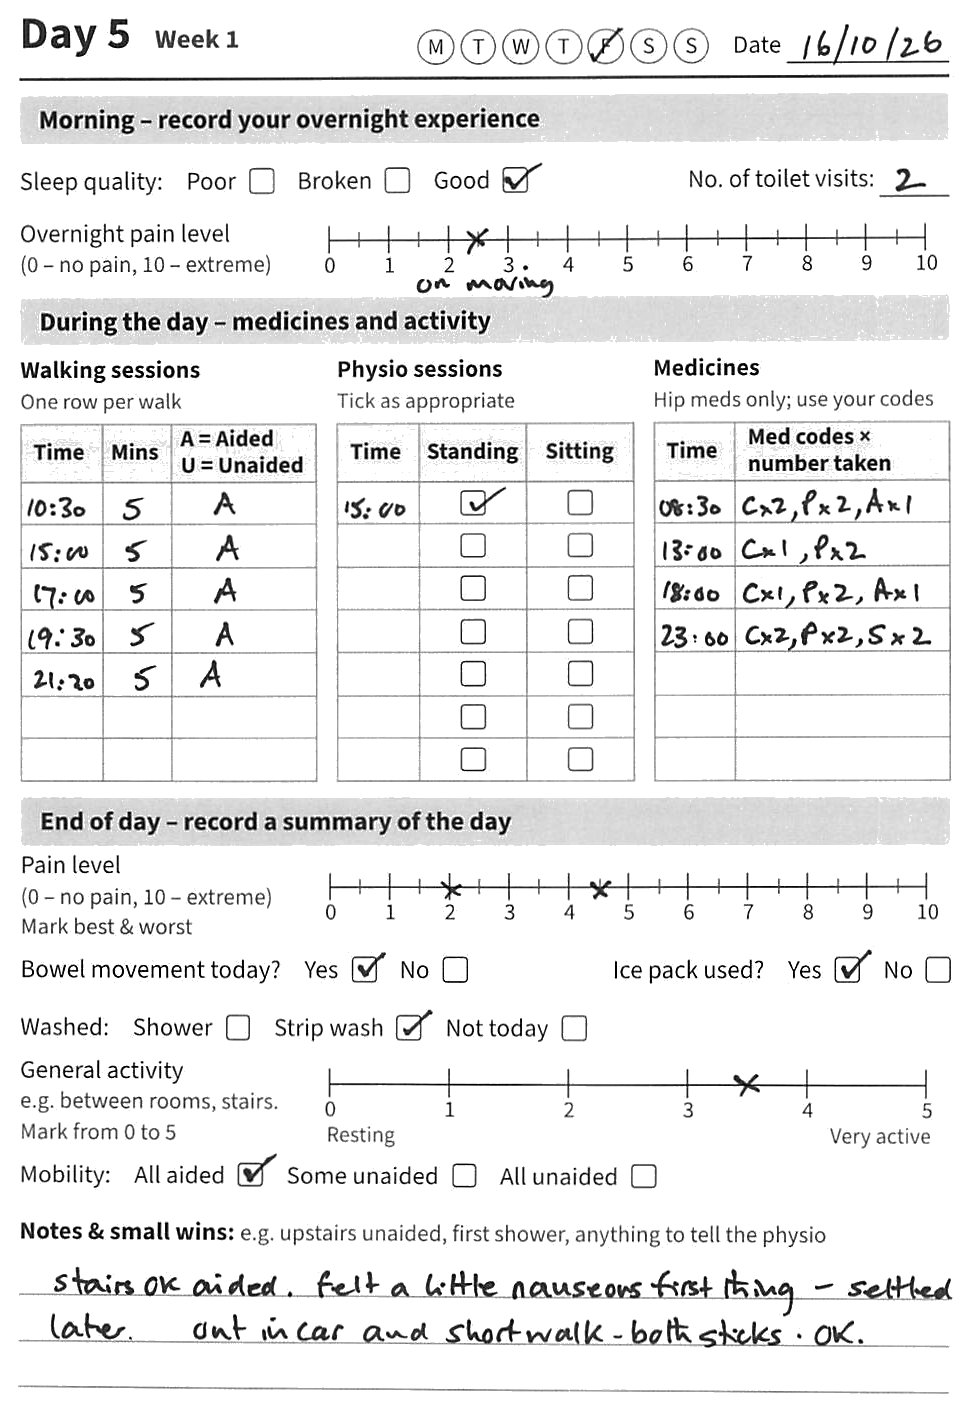 Day 5 Week 1 M T W T F S S Date 16/10/26
Morning – record your overnight experience
Sleep quality: Poor Broken Good No. of toilet visits: 2
Overnight pain level
(0 – no pain, 10 – extreme) 0 1 2 3 4 5 6 7 8 9 10
on moving
During the day – medicines and activity
Walking sessions Physio sessions Medicines
One row per walk Tick as appropriate Hip meds only; use your codes
Time Mins A = Aided U = Unaided Time Standing Sitting Time Med codes × number taken
10:30 5 A 15:00 08:30 Cx2, Px2, Ax1
15:00 5 A 13:00 Cx1, Px2
17:00 5 A 18:00 Cx1, Px2, Ax1
19:30 5 A 23:00 Cx2, Px2, Sx2
21:20 5 A
End of day – record a summary of the day
Pain level
(0 – no pain, 10 – extreme)
Mark best & worst 0 1 2 3 4 5 6 7 8 9 10
Bowel movement today? Yes No Ice pack used? Yes No
Washed: Shower Strip wash Not today
General activity
e.g. between rooms, stairs. 0 1 2 3 4 5
Mark from 0 to 5 Resting Very active
Mobility: All aided Some unaided All unaided
Notes & small wins: e.g. upstairs unaided, first shower, anything to tell the physio
stairs OK aided. felt a little nauseous first thing – settled
later. out in car and short walk - both sticks. OK.